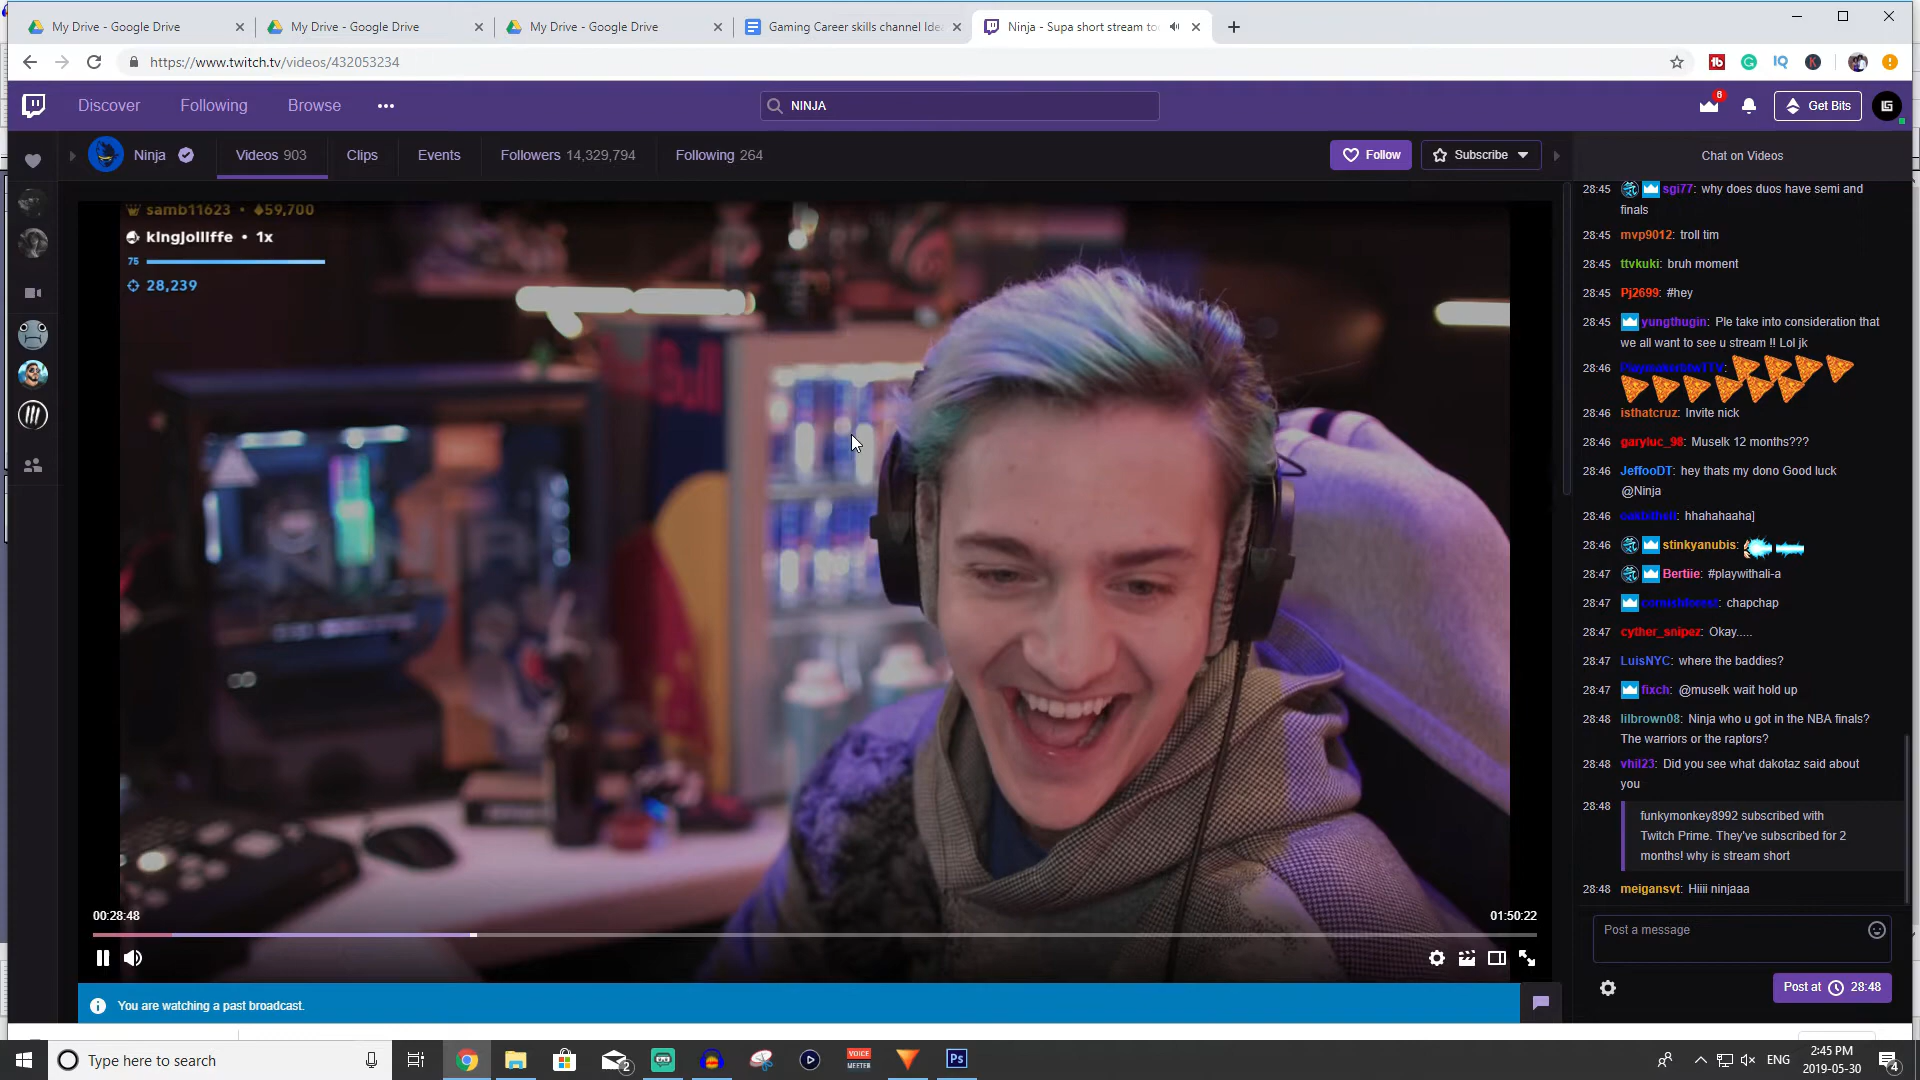 My Drive - Google Drive
My Drive - Google Drive
My Drive - Google Drive
Gaming Career skills channel Idea
Ninja - Supa short stream to
https://www.twitch.tv/videos/432053234
Discover
Following
Browse
NINJA
8
Get Bits
Ninja
Videos 903
Clips
Events
Followers 14,329,794
Following 264
Follow
Subscribe
Chat on Videos
samb11623 • 59,700
kingjolliffe • 1x
75
28,239
28:45 sgi77: why does duos have semi and
finals
28:45 mvp9012: troll tim
28:45 ttvkuki: bruh moment
28:45 Pj2699: #hey
28:45 yungthugin: Ple take into consideration that
we all want to see u stream !! Lol jk
28:46
28:46 isthatcruz: Invite nick
28:46 garyluc_98: Muselk 12 months???
28:46 JeffooDT: hey thats my dono Good luck
@Ninja
28:46 hhahahaaha]
28:46 stinkyanubis:
28:47 Bertiie: #playwithali-a
28:47 chapchap
28:47 cyther_snipez: Okay.....
28:47 LuisNYC: where the baddies?
28:47 fixch: @muselk wait hold up
28:48 lilbrown08: Ninja who u got in the NBA finals?
The warriors or the raptors?
28:48 vhil23: Did you see what dakotaz said about
you
28:48 funkymonkey8992 subscribed with
Twitch Prime. They've subscribed for 2
months! why is stream short
28:48 meigansvt: Hiiii ninjaaa
00:28:48
01:50:22
Post a message
Post at 28:48
You are watching a past broadcast.
Type here to search
2
VOICE
MEETER
Ps
ENG
2:45 PM
2019-05-30
4